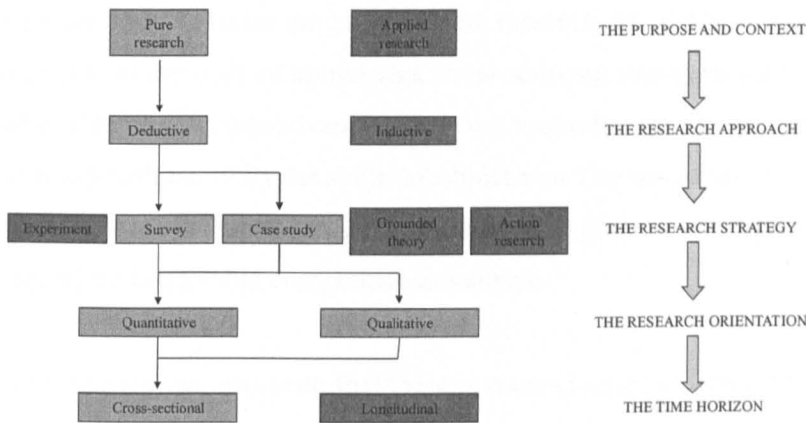 Pure
research
Applied
research
THE PURPOSE AND CONTEXT
Deductive
Inductive
THE RESEARCH APPROACH
Experiment
Survey
Case study
Grounded
theory
Action
research
THE RESEARCH STRATEGY
Quantitative
Qualitative
THE RESEARCH ORIENTATION
Cross-sectional
Longitudinal
THE TIME HORIZON